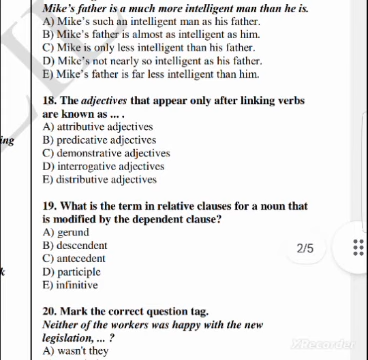 Mike's father is a much more intelligent man than he is.
A) Mike's such an intelligent man as his father.
B) Mike's father is almost as intelligent as him.
C) Mike is only less intelligent than his father.
D) Mike's not nearly so intelligent as his father.
E) Mike's father is far less intelligent than him.
18. The adjectives that appear only after linking verbs
are known as ... .
A) attributive adjectives
ing
B) predicative adjectives
C) demonstrative adjectives
D) interrogative adjectives
E) distributive adjectives
19. What is the term in relative clauses for a noun that
is modified by the dependent clause?
A) gerund
B) descendent
2/5
C) antecedent
k
D) participle
E) infinitive
20. Mark the correct question tag.
Neither of the workers was happy with the new
legislation, ... ?
XRecorder
A) wasn't they